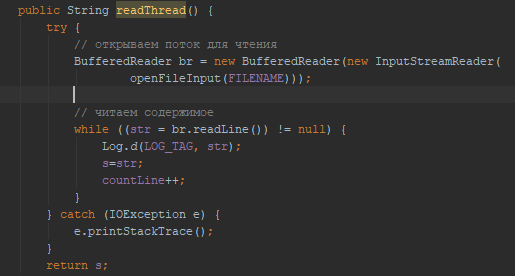 public String readThread() {
try {
// открываем поток для чтения
BufferedReader br = new BufferedReader(new InputStreamReader(
openFileInput(FILENAME)));
// читаем содержимое
while ((str = br.readLine()) != null) {
Log.d(LOG_TAG, str);
s=str;
countLine++;
}
} catch (IOException e) {
e.printStackTrace();
}
return s;